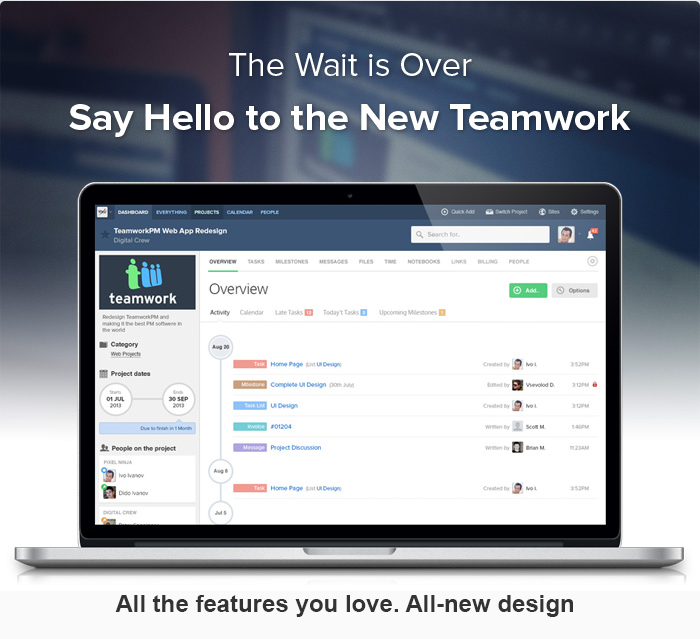 The Wait is Over
Say Hello to the New Teamwork
DASHBOARD EVERYTHING PROJECTS CALENDAR PEOPLE Quick Add Switch Project Sites Settings
TeamworkPM Web App Redesign
Digital Crew
Search for..
OVERVIEW TASKS MILESTONES MESSAGES FILES TIME NOTEBOOKS LINKS BILLING PEOPLE
Overview
Add.. Options
Activity Calendar Late Tasks Today's Tasks Upcoming Milestones
teamwork
Redesign TeamworkPM and
making it the best PM software in
the world
Category
Web Projects
Project dates
Starts
01 JUL
2013
Ends
30 SEP
2013
Due to finish in 1 Month
People on the project
PIXEL NINJA
Ivo Ivanov
Dido Ivanov
DIGITAL CREW
Aug 20
Task Home Page (List UI Design) Created by Ivo I. 3:52PM
Milestone Complete UI Design (30th July) Edited by Vsevolod D. 3:12PM
Task List UI Design Created by Ivo I. 3:12PM
Invoice #01204 Written by Scott M. 1:46PM
Message Project Discussion Written by Brian M. 11:23AM
Aug 8
Task Home Page (List UI Design) Created by Ivo I. 3:52PM
Jul 5
All the features you love. All-new design